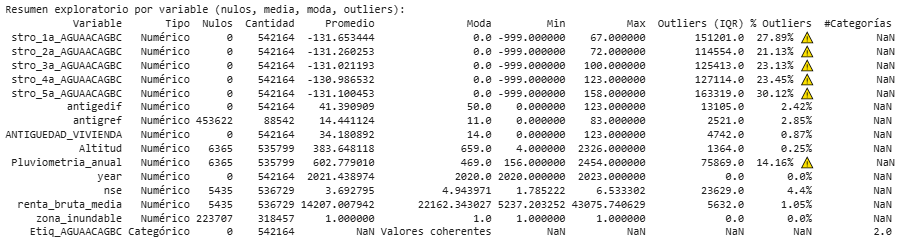 Resumen exploratorio por variable (nulos, media, moda, outliers):
Variable Tipo Nulos Cantidad Promedio Moda Min Max Outliers (IQR) % Outliers #Categorías
stro_1a_AGUAACAGBC Numérico 0 542164 -131.653444 0.0 -999.000000 67.000000 151201.0 27.89% ⚠ NaN
stro_2a_AGUAACAGBC Numérico 0 542164 -131.260253 0.0 -999.000000 72.000000 114554.0 21.13% ⚠ NaN
stro_3a_AGUAACAGBC Numérico 0 542164 -131.021193 0.0 -999.000000 100.000000 125413.0 23.13% ⚠ NaN
stro_4a_AGUAACAGBC Numérico 0 542164 -130.986532 0.0 -999.000000 123.000000 127114.0 23.45% ⚠ NaN
stro_5a_AGUAACAGBC Numérico 0 542164 -131.100453 0.0 -999.000000 158.000000 163319.0 30.12% ⚠ NaN
antigedif Numérico 0 542164 41.390909 50.0 0.000000 123.000000 13105.0 2.42% NaN
antigref Numérico 453622 88542 14.441124 11.0 0.000000 83.000000 2521.0 2.85% NaN
ANTIGUEDAD_VIVIENDA Numérico 0 542164 34.180892 14.0 0.000000 123.000000 4742.0 0.87% NaN
Altitud Numérico 6365 535799 383.648118 659.0 4.000000 2326.000000 1364.0 0.25% NaN
Pluviometria_anual Numérico 6365 535799 602.779010 469.0 156.000000 2454.000000 75869.0 14.16% ⚠ NaN
year Numérico 0 542164 2021.438974 2020.0 2020.000000 2023.000000 0.0 0.0% NaN
nse Numérico 5435 536729 3.692795 4.943971 1.785222 6.533302 23629.0 4.4% NaN
renta_bruta_media Numérico 5435 536729 14207.007942 22162.343027 5237.203252 43075.740629 5632.0 1.05% NaN
zona_inundable Numérico 223707 318457 1.000000 1.0 1.000000 1.000000 0.0 0.0% NaN
Etiq_AGUAACAGBC Categórico 0 542164 NaN Valores coherentes NaN NaN NaN NaN 2.0